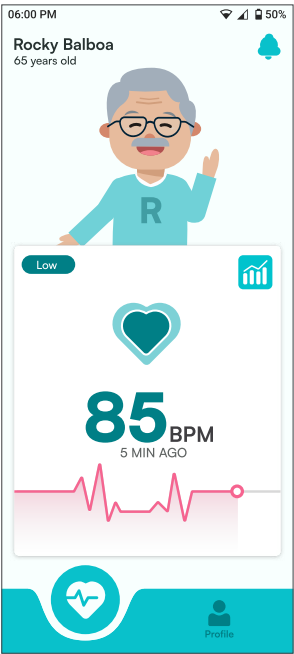 06:00 PM 50%
Rocky Balboa
65 years old
R
Low
85 BPM
5 MIN AGO
Profile